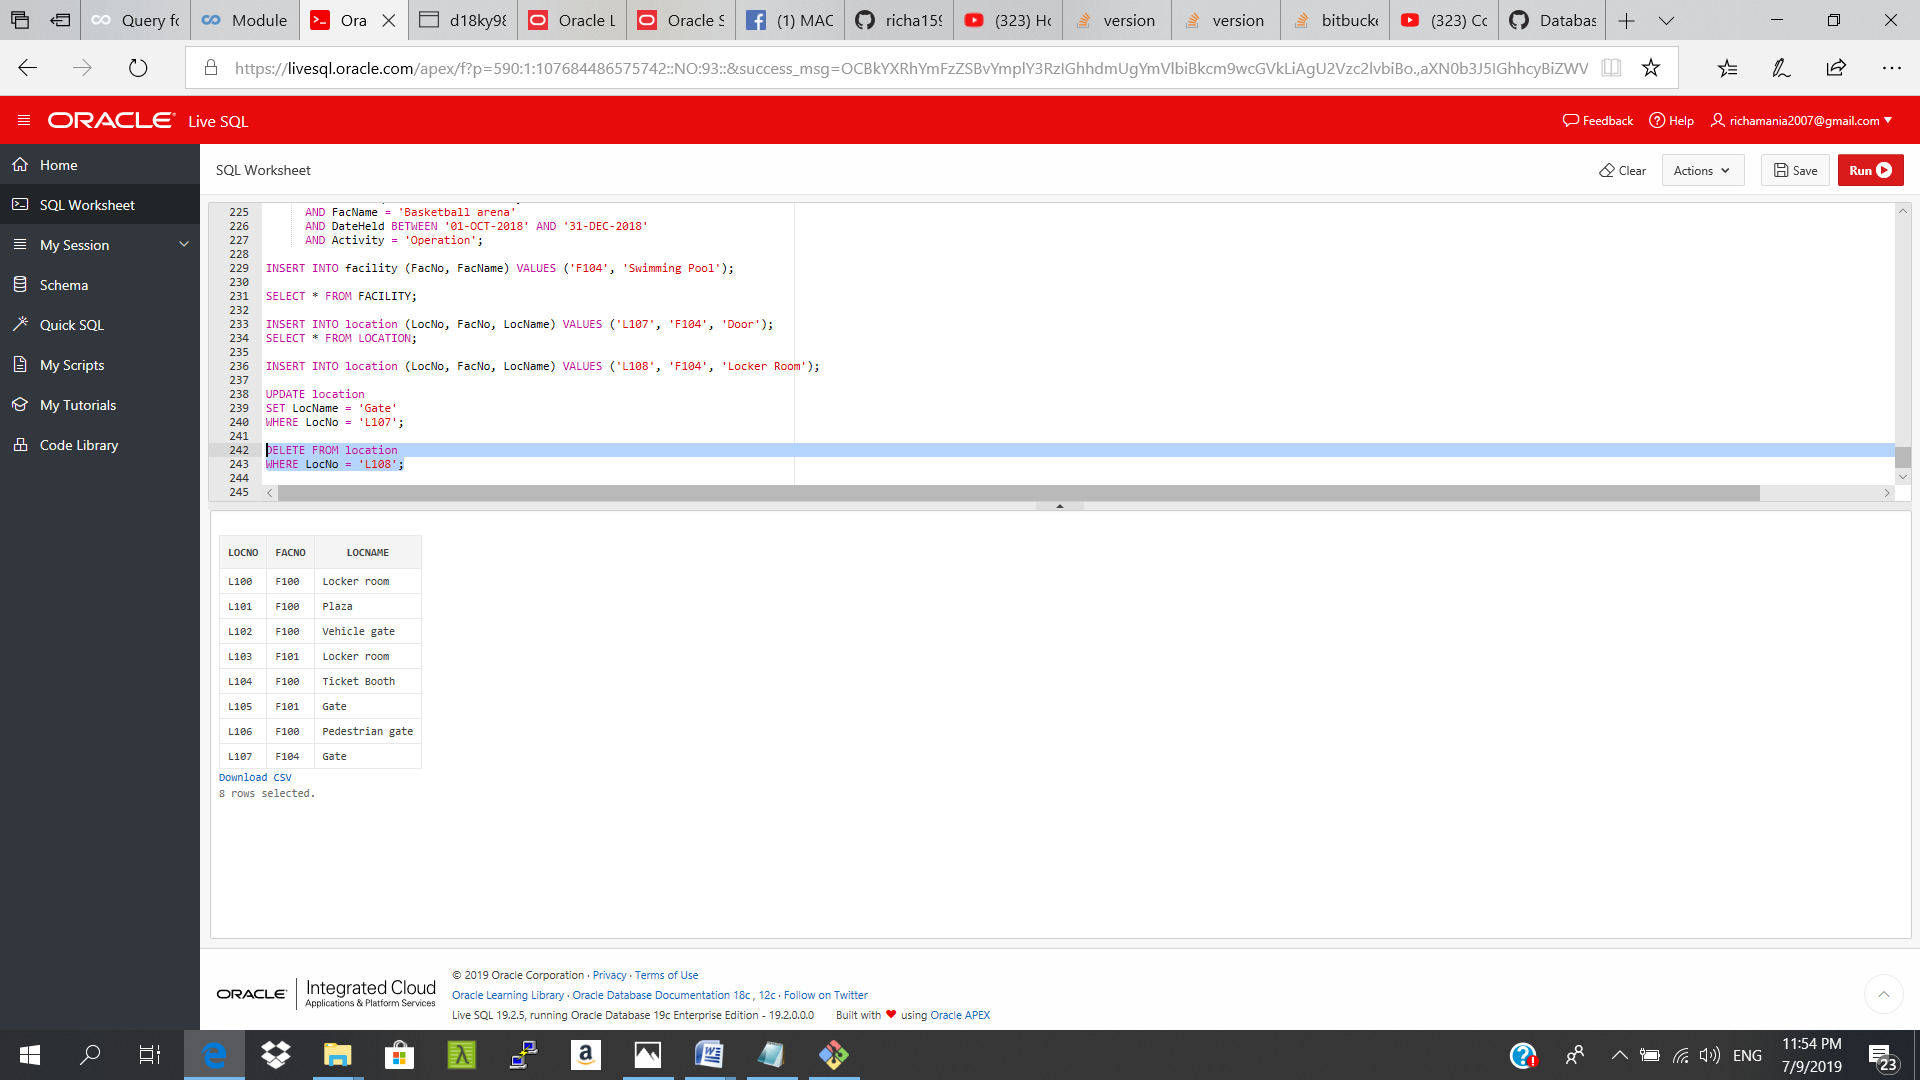 Query fo
Module
Ora
d18ky98
Oracle L
Oracle S
(1) MAC
richa159
(323) Ho
version
version
bitbucke
(323) Cc
Databas
https://livesql.oracle.com/apex/f?p=590:1:107684486575742::NO:93::&success_msg=OCBkYXRhYmFzZSBvYmplY3RzIGhhdmUgYmVlbiBkcm9wcGVkLiAgU2Vzc2lvbiBo.,aXN0b3J5IGhhcyBiZWV
ORACLE Live SQL
Feedback
Help
richamania2007@gmail.com
Home
SQL Worksheet
My Session
Schema
Quick SQL
My Scripts
My Tutorials
Code Library
SQL Worksheet
Clear
Actions
Save
Run
225 AND FacName = 'Basketball arena'
226 AND DateHeld BETWEEN '01-OCT-2018' AND '31-DEC-2018'
227 AND Activity = 'Operation';
228
229 INSERT INTO facility (FacNo, FacName) VALUES ('F104', 'Swimming Pool');
230
231 SELECT * FROM FACILITY;
232
233 INSERT INTO location (LocNo, FacNo, LocName) VALUES ('L107', 'F104', 'Door');
234 SELECT * FROM LOCATION;
235
236 INSERT INTO location (LocNo, FacNo, LocName) VALUES ('L108', 'F104', 'Locker Room');
237
238 UPDATE location
239 SET LocName = 'Gate'
240 WHERE LocNo = 'L107';
241
242 DELETE FROM location
243 WHERE LocNo = 'L108';
244
245
LOCNO FACNO LOCNAME
L100 F100 Locker room
L101 F100 Plaza
L102 F100 Vehicle gate
L103 F101 Locker room
L104 F100 Ticket Booth
L105 F101 Gate
L106 F100 Pedestrian gate
L107 F104 Gate
Download CSV
8 rows selected.
ORACLE
Integrated Cloud
Applications & Platform Services
© 2019 Oracle Corporation · Privacy · Terms of Use
Oracle Learning Library · Oracle Database Documentation 18c, 12c · Follow on Twitter
Live SQL 19.2.5, running Oracle Database 19c Enterprise Edition - 19.2.0.0.0 Built with ❤ using Oracle APEX
ENG
11:54 PM
7/9/2019
23